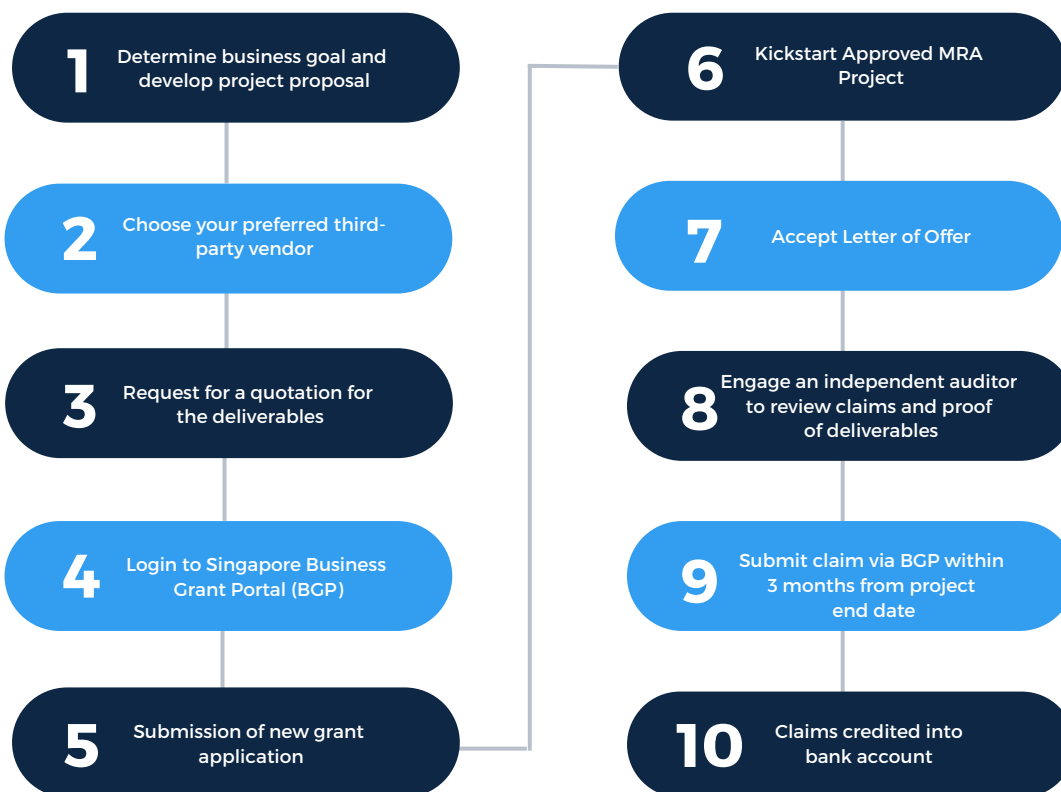 1
Determine business goal and
develop project proposal
2
Choose your preferred third-
party vendor
3
Request for a quotation for
the deliverables
4
Login to Singapore Business
Grant Portal (BGP)
5
Submission of new grant
application
6
Kickstart Approved MRA
Project
7
Accept Letter of Offer
8
Engage an independent auditor
to review claims and proof
of deliverables
9
Submit claim via BGP within
3 months from project
end date
10
Claims credited into
bank account